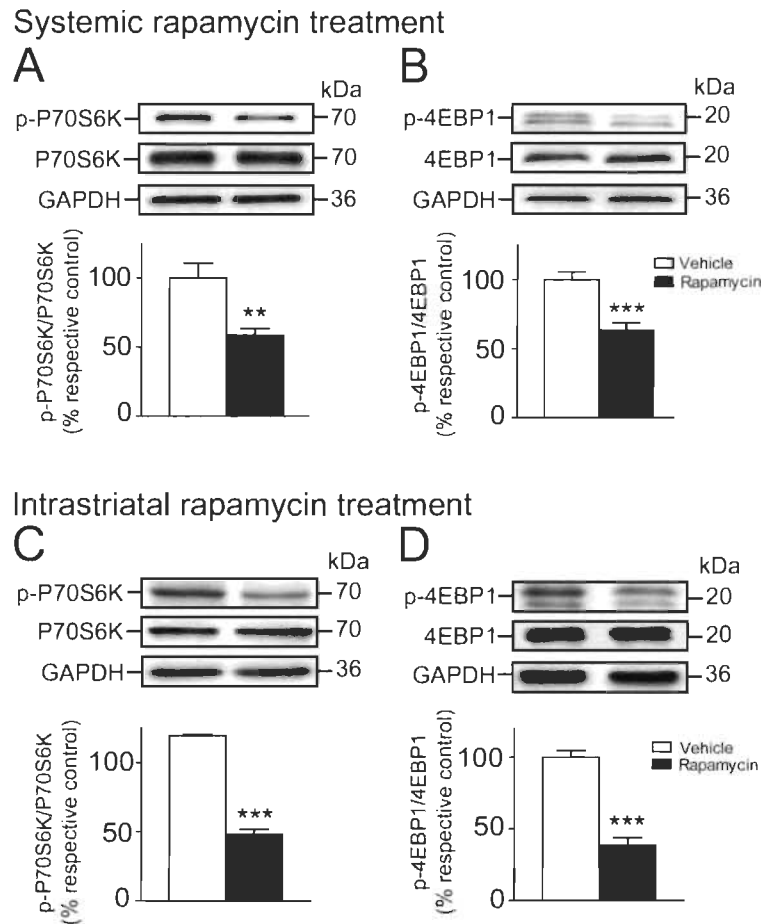 Systemic rapamycin treatment
A
kDa
p-P70S6K
70
P70S6K
70
GAPDH
36
p-P70S6K/P70S6K
(% respective control)
100
50
0
**
B
kDa
p-4EBP1
20
4EBP1
20
GAPDH
36
p-4EBP1/4EBP1
(% respective control)
100
50
0
***
Vehicle
Rapamycin
Intrastriatal rapamycin treatment
C
kDa
p-P70S6K
70
P70S6K
70
GAPDH
36
p-P70S6K/P70S6K
(% respective control)
100
50
0
***
D
kDa
p-4EBP1
20
4EBP1
20
GAPDH
36
p-4EBP1/4EBP1
(% respective control)
100
50
0
***
Vehicle
Rapamycin